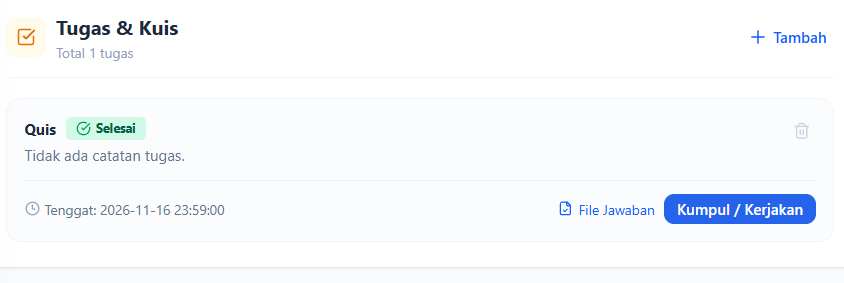 Tugas & Kuis
Total 1 tugas
Tambah
Quis
Selesai
Tidak ada catatan tugas.
Tenggat: 2026-11-16 23:59:00
File Jawaban
Kumpul / Kerjakan